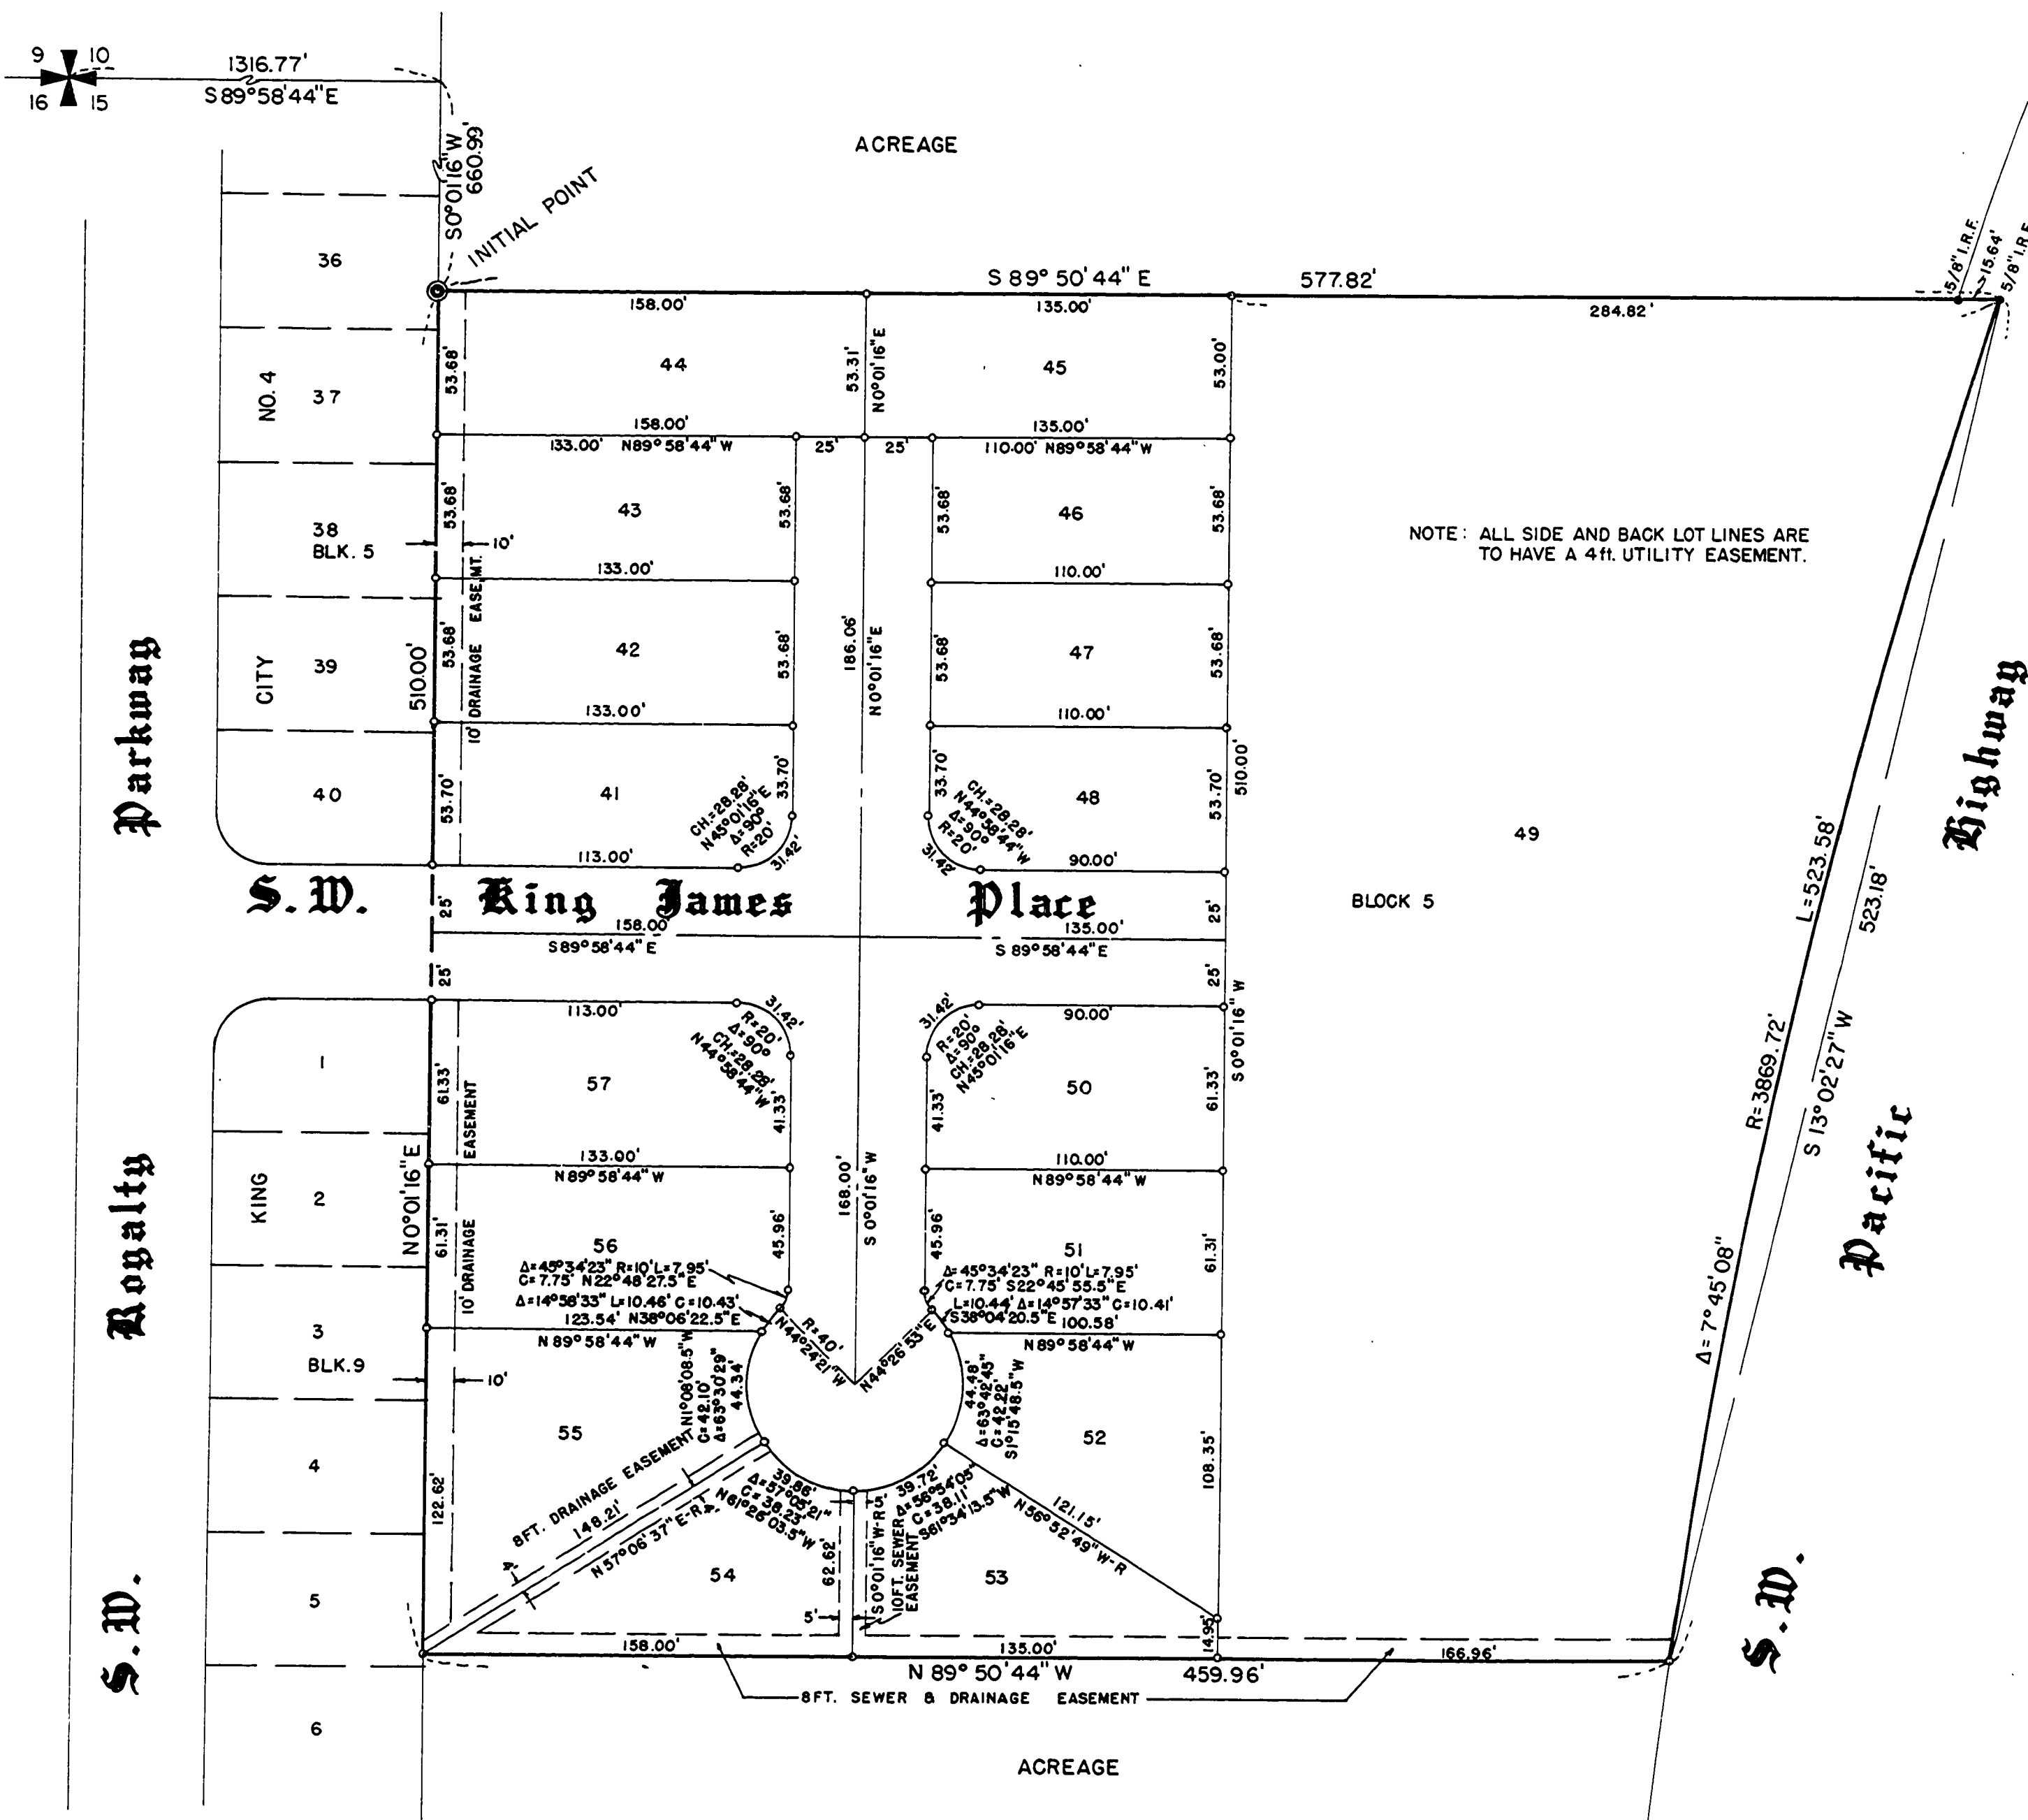 9 10
16 15
1316.77'
S89°58'44"E
S0°01'16"W
660.99'
INITIAL POINT
ACREAGE
S 89° 50' 44" E 577.82'
158.00'
135.00'
284.82'
5/8" I.R.F.
15.64'
5/8" I.R.F.
36
37
NO. 4
38
BLK. 5
39
CITY
40
53.68'
44
53.31'
N0°01'16"E
45
53.00'
158.00'
135.00'
133.00' N89°58'44"W
25'
25'
110.00' N89°58'44"W
53.68'
10'
43
53.68'
53.68'
46
53.68'
133.00'
110.00'
NOTE: ALL SIDE AND BACK LOT LINES ARE
TO HAVE A 4ft. UTILITY EASEMENT.
510.00'
53.68'
10' DRAINAGE EASE,MT.
42
53.68'
186.06'
N0°01'16"E
53.68'
47
53.68'
133.00'
110.00'
53.70'
41
33.70'
CH.=28.28'
N45°01'16"E
Δ=90°
R=20'
31.42'
33.70'
CH.=28.28'
N44°58'44"W
Δ=90°
R=20'
31.42'
48
53.70'
510.00'
49
113.00'
90.00'
S.W. King James Place
BLOCK 5
25'
25'
158.00'
S89°58'44"E
135.00'
S 89°58'44"E
25'
25'
113.00'
90.00'
31.42'
R=20'
Δ=90°
CH.=28.28'
N44°58'44"W
31.42'
R=20'
Δ=90°
CH.=28.28'
N45°01'16"E
S0°01'16"W
1
2
KING
3
BLK.9
4
5
6
61.33'
57
41.33'
41.33'
50
61.33'
EASEMENT
10' DRAINAGE
N0°01'16"E
133.00'
N89°58'44"W
110.00'
N89°58'44"W
168.00'
S0°01'16"W
61.31'
56
45.96'
45.96'
51
61.31'
Δ=45°34'23" R=10' L=7.95'
C=7.75' N22°48'27.5"E
Δ=14°58'33" L=10.46' C=10.43'
123.54' N38°06'22.5"E
N89°58'44"W
Δ=45°34'23" R=10' L=7.95'
C=7.75' S22°45'55.5"E
L=10.44' Δ=14°57'33" C=10.41'
S38°04'20.5"E
100.58'
N89°58'44"W
R=40'
N44°24'21"W
N44°26'53"E
10'
55
N1°08'08.5"W
C=42.10'
Δ=63°30'29"
44.34'
44.48'
Δ=63°42'45"
C=42.22'
S1°15'48.5"W
52
108.35'
122.62'
8FT. DRAINAGE EASEMENT
148.21'
N57°06'37"E-R
4'
4'
39.86'
Δ=57°05'21"
C=38.23'
N61°26'03.5"W
39.72'
Δ=56°54'05"
C=38.11'
S61°34'13.5"W
121.15'
N56°52'49"W-R
54
62.62'
5'
5'
S0°01'16"W-R
10FT. SEWER
EASEMENT
53
14.95'
158.00'
135.00'
166.96'
N 89° 50' 44" W 459.96'
8FT. SEWER & DRAINAGE EASEMENT
ACREAGE
L=523.58'
R=3869.72'
Δ=7°45'08"
523.18'
S 13°02'27"W
S.W. Royalty Parkway
S.W. Pacific Highway